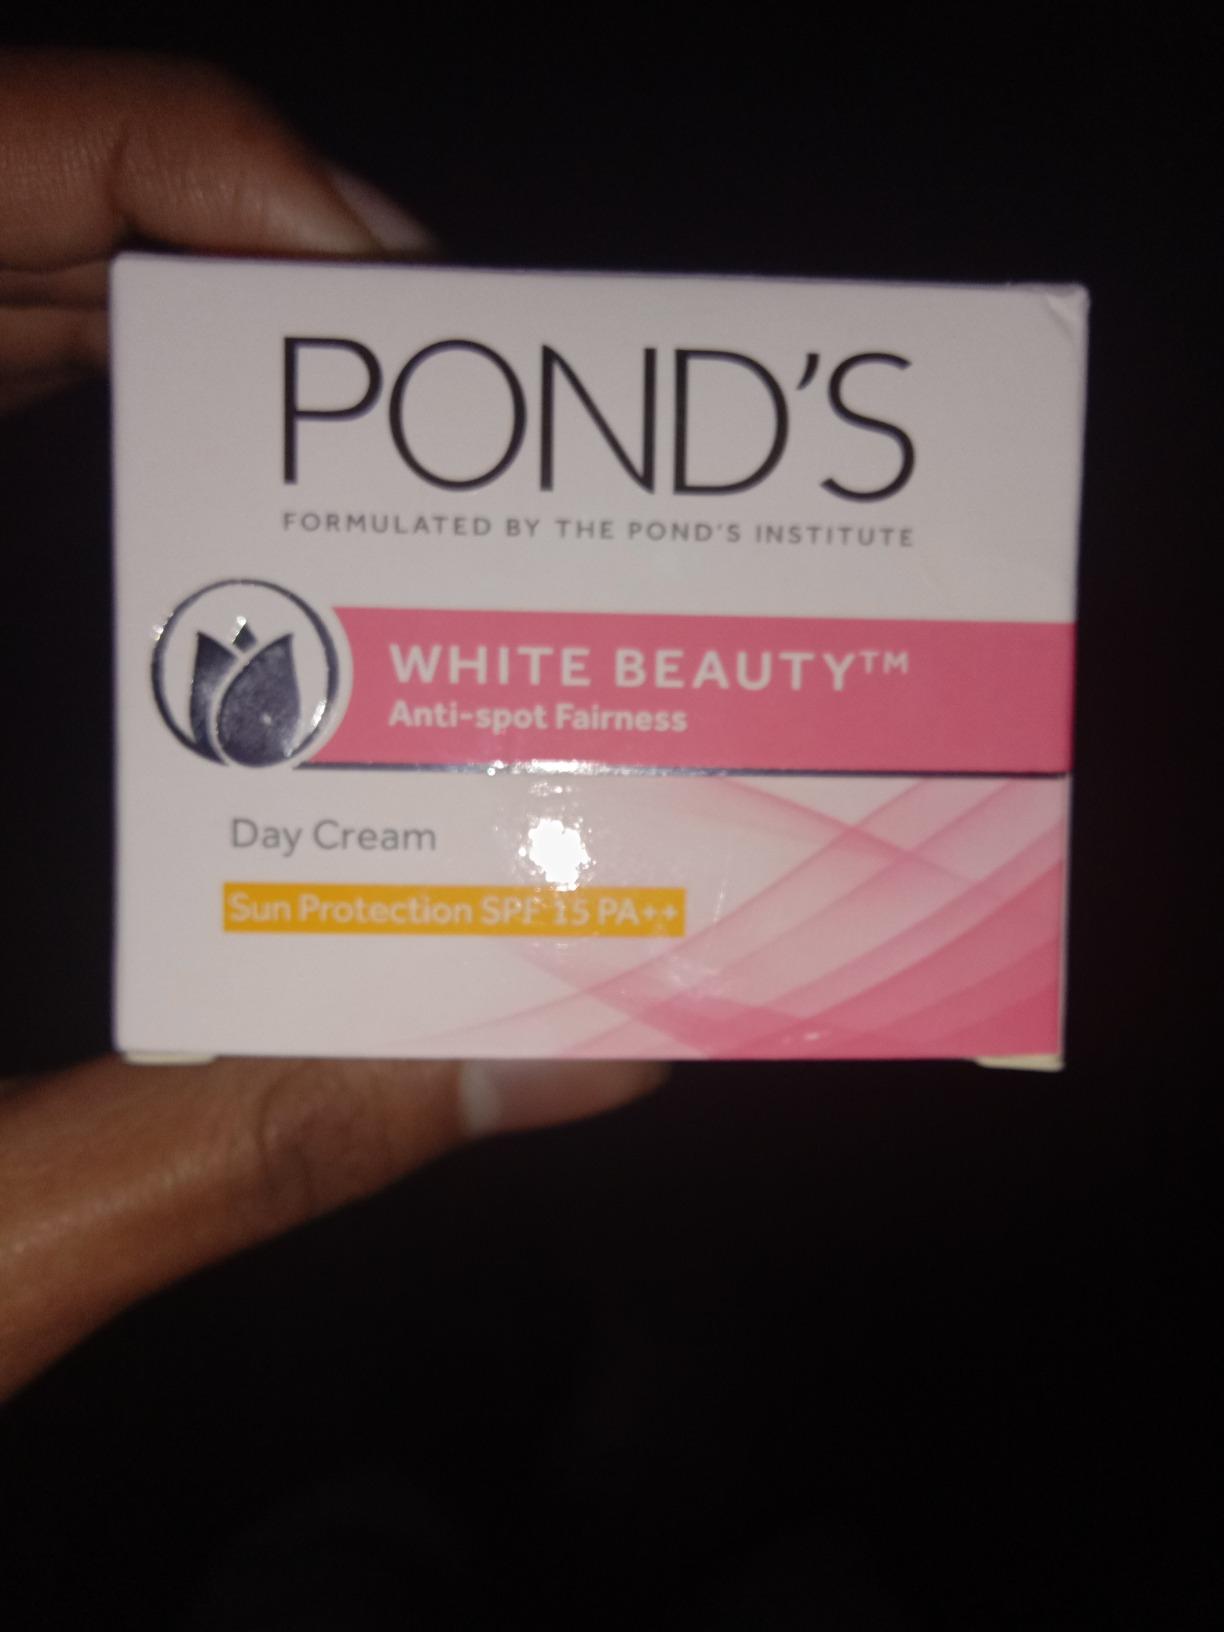 POND'S
FORMULATED BY THE POND'S INSTITUTE
WHITE BEAUTY™
Anti-spot Fairness
Day Cream
Sun Protection SPF 15 PA++